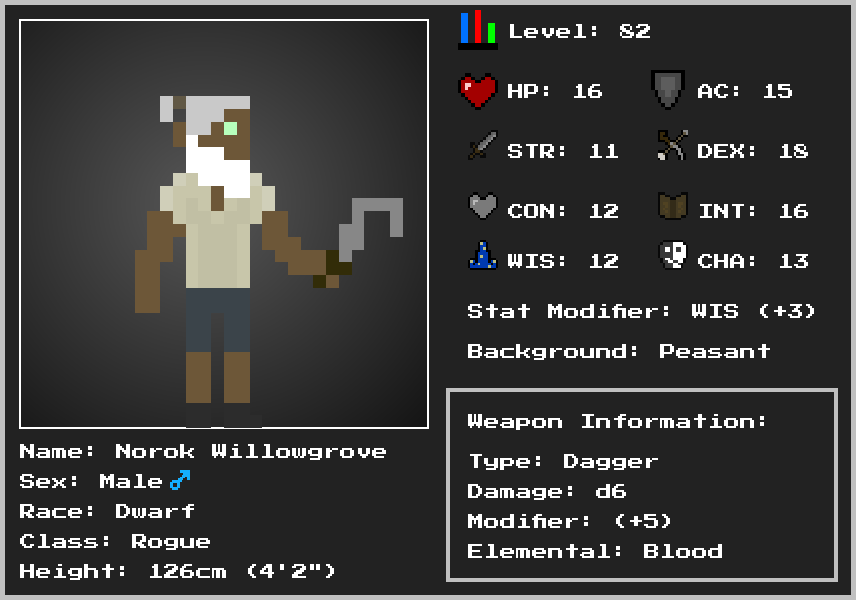 Level: 82
HP: 16 AC: 15
STR: 11 DEX: 18
CON: 12 INT: 16
WIS: 12 CHA: 13
Stat Modifier: WIS (+3)
Background: Peasant
Weapon Information:
Type: Dagger
Damage: d6
Modifier: (+5)
Elemental: Blood
Name: Norok Willowgrove
Sex: Male♂
Race: Dwarf
Class: Rogue
Height: 126cm (4'2")